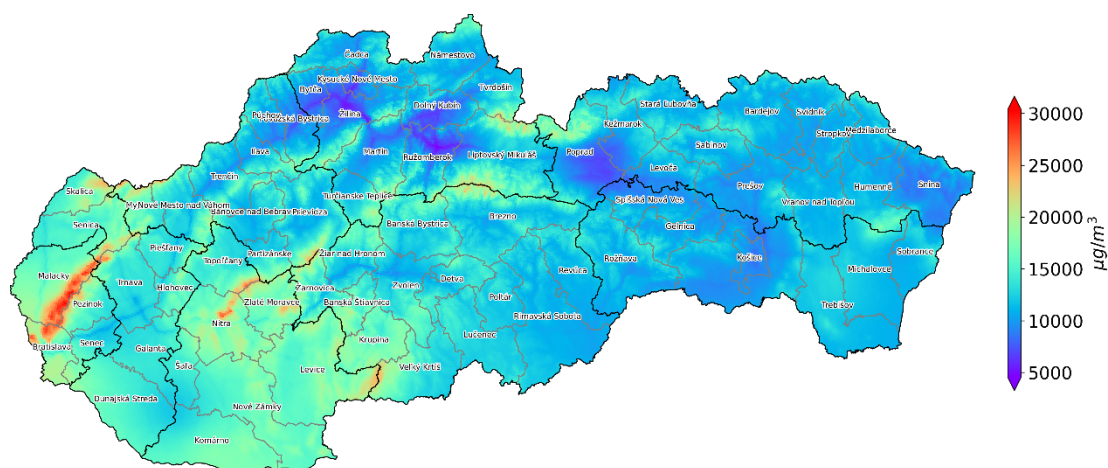 Čadca
Námestovo
Kysucké Nové Mesto
Bytča
Tvrdošín
Dolný Kubín
Žilina
Púchov
Považská Bystrica
Stará Ľubovňa
Bardejov
Svidník
Kežmarok
Stropkov
Medzilaborce
Sabinov
Ilava
Martin
Ružomberok
Liptovský Mikuláš
Poprad
Levoča
Trenčín
Prešov
Humenné
Snina
Skalica
Turčianske Teplice
Spišská Nová Ves
Vranov nad Topľou
Nové Mesto nad Váhom
Bánovce nad Bebravou
Prievidza
Senica
Banská Bystrica
Brezno
Gelnica
Piešťany
Partizánske
Topoľčany
Žiar nad Hronom
Košice
Sobrance
Rožňava
Malacky
Trnava
Hlohovec
Žarnovica
Zvolen
Detva
Revúca
Michalovce
Pezinok
Zlaté Moravce
Banská Štiavnica
Poltár
Trebišov
Nitra
Rimavská Sobota
Bratislava
Senec
Galanta
Krupina
Lučenec
Šaľa
Levice
Veľký Krtíš
Dunajská Streda
Nové Zámky
Komárno
30000
25000
20000
15000
10000
5000
µg/m³